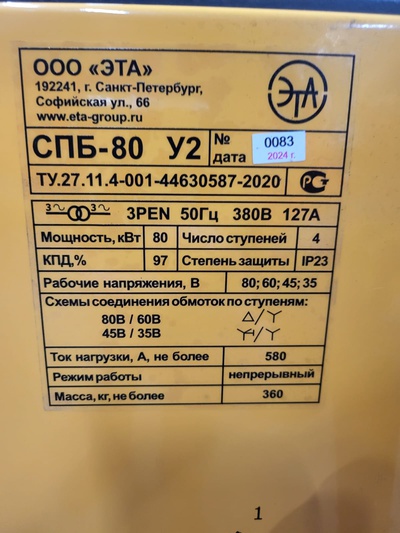 ООО «ЭТА»
192241, г. Санкт-Петербург,
Софийская ул., 66
www.eta-group.ru
ЭТА
СПБ-80 У2
№ 0083
дата 2024 г.
ТУ.27.11.4-001-44630587-2020
3~ 3~ 3PEN 50Гц 380В 127А
Мощность,кВт 80 Число ступеней 4
КПД,% 97 Степень защиты IP23
Рабочие напряжения, В 80; 60; 45; 35
Схемы соединения обмоток по ступеням:
80В / 60В
45В / 35В
Ток нагрузки, А, не более 580
Режим работы непрерывный
Масса, кг, не более 360
1